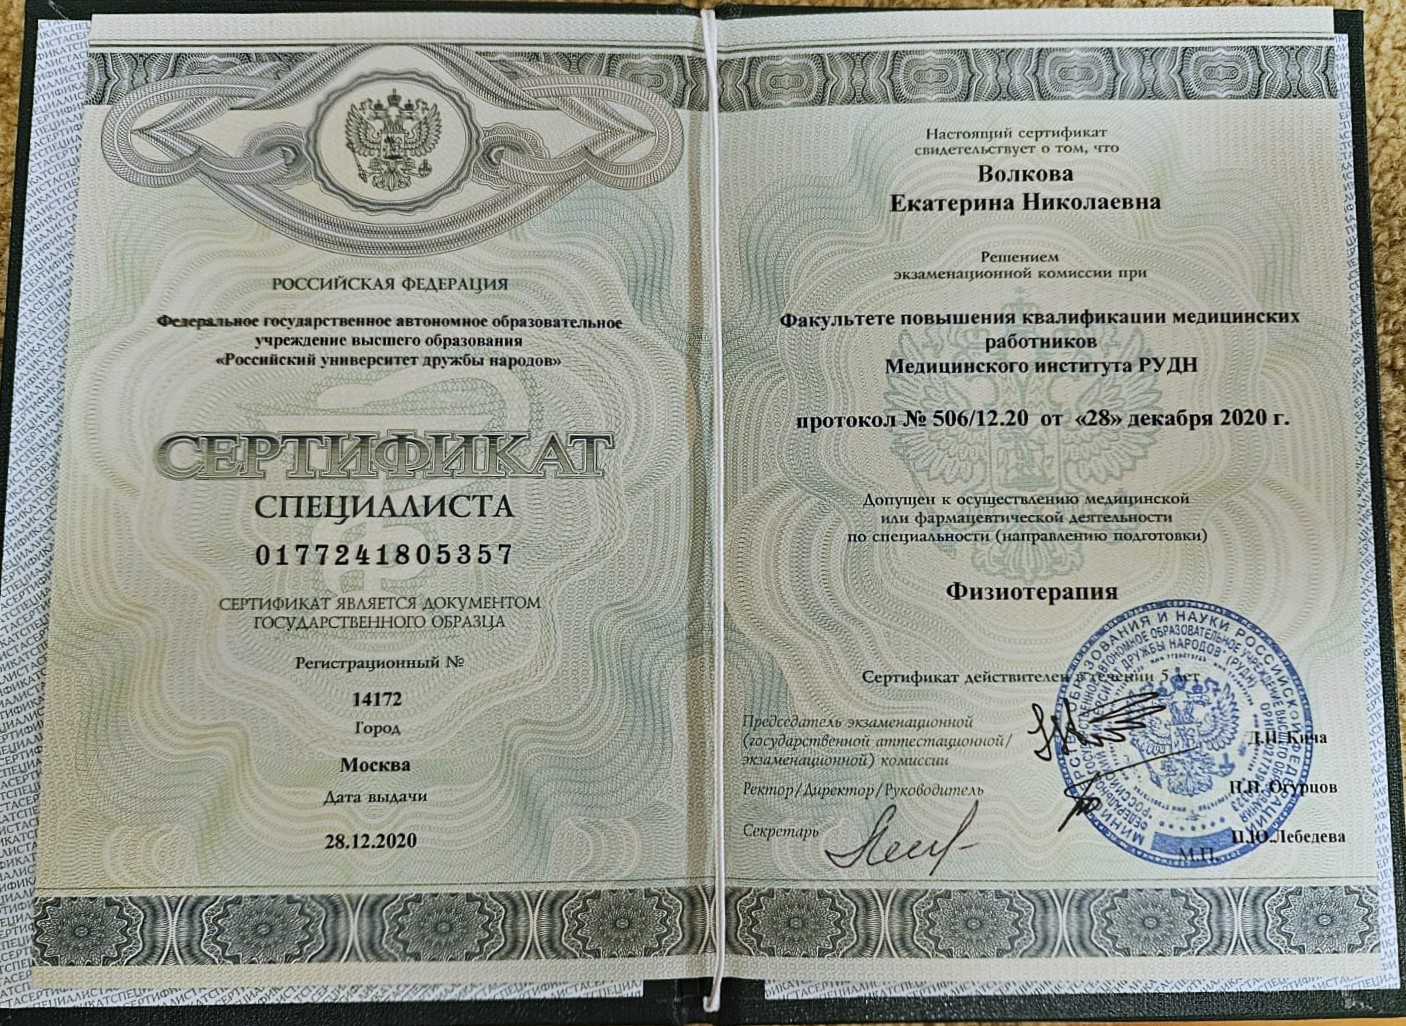 РОССИЙСКАЯ ФЕДЕРАЦИЯ
Федеральное государственное автономное образовательное
учреждение высшего образования
«Российский университет дружбы народов»
СЕРТИФИКАТ
СПЕЦИАЛИСТА
0177241805357
СЕРТИФИКАТ ЯВЛЯЕТСЯ ДОКУМЕНТОМ
ГОСУДАРСТВЕННОГО ОБРАЗЦА
Регистрационный №
14172
Город
Москва
Дата выдачи
28.12.2020
Настоящий сертификат
свидетельствует о том, что
Волкова
Екатерина Николаевна
Решением
экзаменационной комиссии при
Факультете повышения квалификации медицинских
работников
Медицинского института РУДН
протокол № 506/12.20 от «28» декабря 2020 г.
Допущен к осуществлению медицинской
или фармацевтической деятельности
по специальности (направлению подготовки)
Физиотерапия
Сертификат действителен в течении 5 лет
Председатель экзаменационной
(государственной аттестационной/
экзаменационной) комиссии
Д.И. Кича
Ректор/Директор/Руководитель
П.П. Огурцов
Секретарь
П.Ю.Лебедева
М.П.